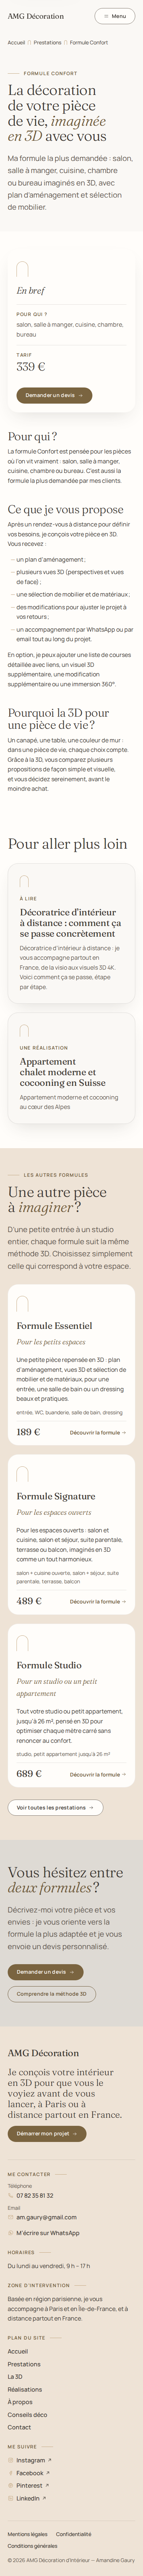 AMG Décoration
Menu
Accueil Prestations Formule Confort
FORMULE CONFORT
La décoration
de votre pièce
de vie, imaginée
en 3D avec vous
Ma formule la plus demandée : salon,
salle à manger, cuisine, chambre
ou bureau imaginés en 3D, avec
plan d'aménagement et sélection
de mobilier.
En bref
POUR QUI ?
salon, salle à manger, cuisine, chambre,
bureau
TARIF
339 €
Demander un devis →
Pour qui ?
La formule Confort est pensée pour les pièces
où l'on vit vraiment : salon, salle à manger,
cuisine, chambre ou bureau. C'est aussi la
formule la plus demandée par mes clients.
Ce que je vous propose
Après un rendez-vous à distance pour définir
vos besoins, je conçois votre pièce en 3D.
Vous recevez :
– un plan d'aménagement ;
– plusieurs vues 3D (perspectives et vues
de face) ;
– une sélection de mobilier et de matériaux ;
– des modifications pour ajuster le projet à
vos retours ;
– un accompagnement par WhatsApp ou par
email tout au long du projet.
En option, je peux ajouter une liste de courses
détaillée avec liens, un visuel 3D
supplémentaire, une modification
supplémentaire ou une immersion 360°.
Pourquoi la 3D pour
une pièce de vie ?
Un canapé, une table, une couleur de mur :
dans une pièce de vie, chaque choix compte.
Grâce à la 3D, vous comparez plusieurs
propositions de façon simple et visuelle,
et vous décidez sereinement, avant le
moindre achat.
Pour aller plus loin
À LIRE
Décoratrice d'intérieur
à distance : comment ça
se passe concrètement
Décoratrice d'intérieur à distance : je
vous accompagne partout en
France, de la visio aux visuels 3D 4K.
Voici comment ça se passe, étape
par étape.
UNE RÉALISATION
Appartement
chalet moderne et
cocooning en Suisse
Appartement moderne et cocooning
au cœur des Alpes
LES AUTRES FORMULES
Une autre pièce
à imaginer ?
D'une petite entrée à un studio
entier, chaque formule suit la même
méthode 3D. Choisissez simplement
celle qui correspond à votre espace.
Formule Essentiel
Pour les petits espaces
Une petite pièce repensée en 3D : plan
d'aménagement, vues 3D et sélection de
mobilier et de matériaux, pour une
entrée, une salle de bain ou un dressing
beaux et pratiques.
entrée, WC, buanderie, salle de bain, dressing
189 € Découvrir la formule →
Formule Signature
Pour les espaces ouverts
Pour les espaces ouverts : salon et
cuisine, salon et séjour, suite parentale,
terrasse ou balcon, imaginés en 3D
comme un tout harmonieux.
salon + cuisine ouverte, salon + séjour, suite
parentale, terrasse, balcon
489 € Découvrir la formule →
Formule Studio
Pour un studio ou un petit
appartement
Tout votre studio ou petit appartement,
jusqu'à 26 m², pensé en 3D pour
optimiser chaque mètre carré sans
renoncer au confort.
studio, petit appartement jusqu'à 26 m²
689 € Découvrir la formule →
Voir toutes les prestations →
Vous hésitez entre
deux formules ?
Décrivez-moi votre pièce et vos
envies : je vous oriente vers la
formule la plus adaptée et je vous
envoie un devis personnalisé.
Demander un devis →
Comprendre la méthode 3D
AMG Décoration
Je conçois votre intérieur
en 3D pour que vous le
voyiez avant de vous
lancer, à Paris ou à
distance partout en France.
Démarrer mon projet →
ME CONTACTER
Téléphone
07 82 35 81 32
Email
am.gaury@gmail.com
M'écrire sur WhatsApp
HORAIRES
Du lundi au vendredi, 9 h – 17 h
ZONE D'INTERVENTION
Basée en région parisienne, je vous
accompagne à Paris et en Île-de-France, et à
distance partout en France.
PLAN DU SITE
Accueil
Prestations
La 3D
Réalisations
À propos
Conseils déco
Contact
ME SUIVRE
Instagram ↗
Facebook ↗
Pinterest ↗
LinkedIn ↗
Mentions légales Confidentialité
Conditions générales
© 2026 AMG Décoration d'Intérieur — Amandine Gaury